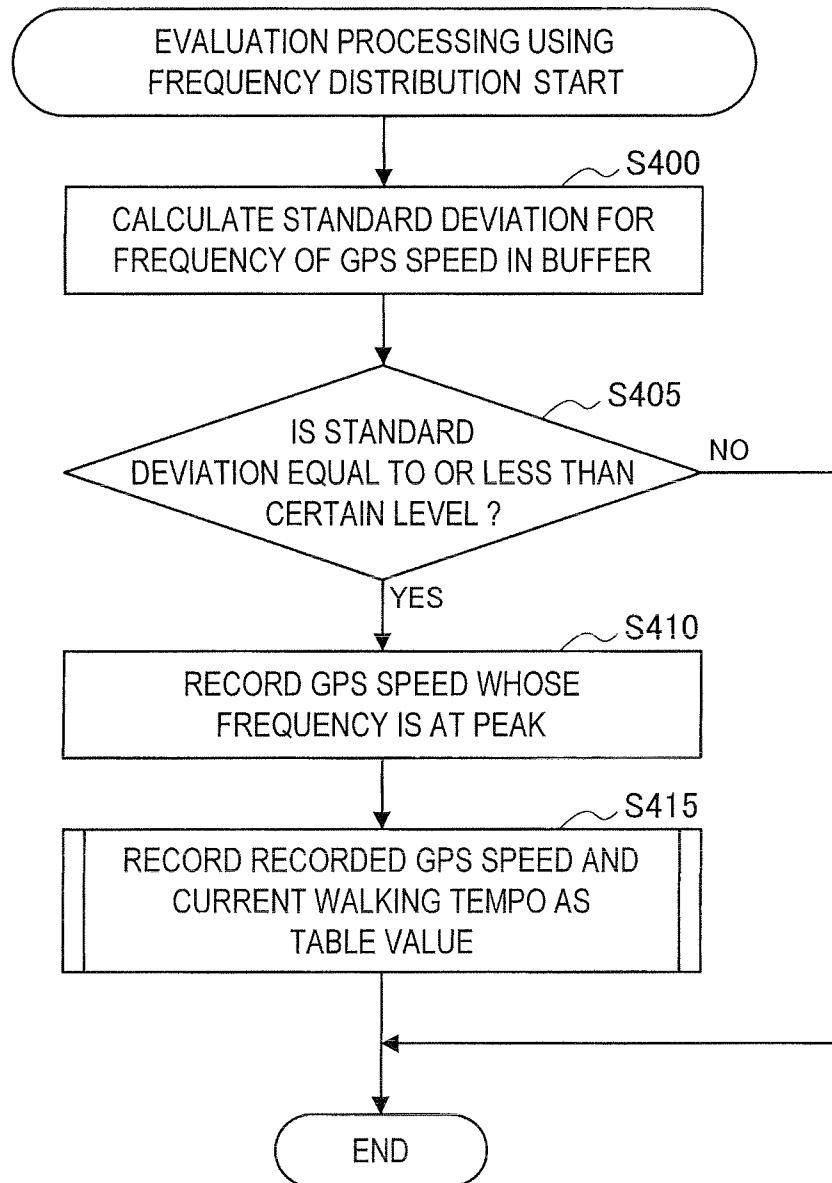 EVALUATION PROCESSING USING
FREQUENCY DISTRIBUTION START
S400
CALCULATE STANDARD DEVIATION FOR
FREQUENCY OF GPS SPEED IN BUFFER
S405
IS STANDARD
DEVIATION EQUAL TO OR LESS THAN
CERTAIN LEVEL ?
NO
YES
S410
RECORD GPS SPEED WHOSE
FREQUENCY IS AT PEAK
S415
RECORD RECORDED GPS SPEED AND
CURRENT WALKING TEMPO AS
TABLE VALUE
END